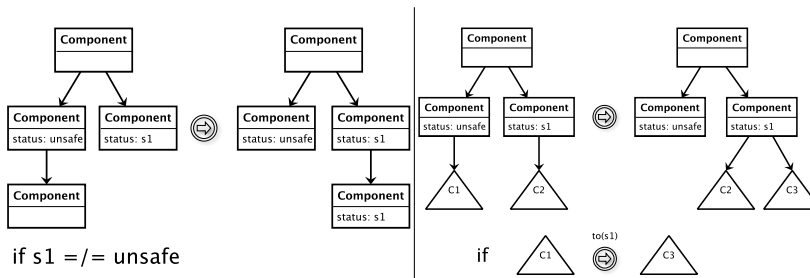 Component
Component
Component
status: unsafe
Component
status: s1
Component
Component
Component
status: unsafe
Component
status: s1
Component
status: s1
if s1 =/= unsafe
Component
Component
status: unsafe
Component
status: s1
C1
C2
Component
Component
status: unsafe
Component
status: s1
C2
C3
if
C1
to(s1)
C3